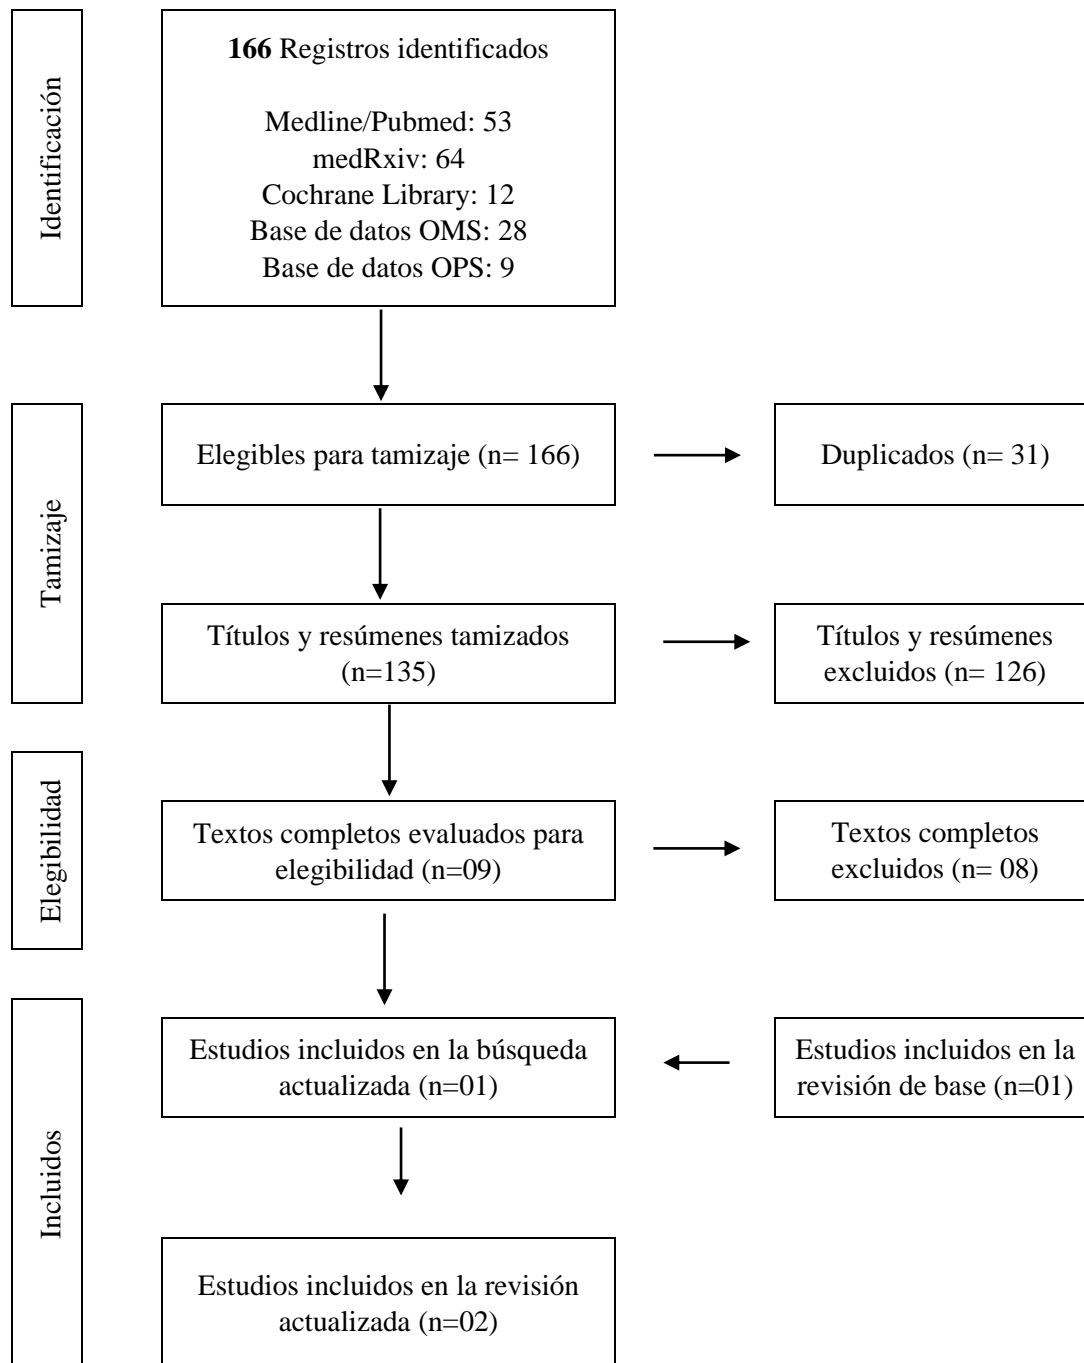 Identificación
166 Registros identificados
Medline/Pubmed: 53
medRxiv: 64
Cochrane Library: 12
Base de datos OMS: 28
Base de datos OPS: 9
Tamizaje
Elegibles para tamizaje (n= 166)
Duplicados (n= 31)
Títulos y resúmenes tamizados
(n=135)
Títulos y resúmenes
excluidos (n= 126)
Elegibilidad
Textos completos evaluados para
elegibilidad (n=09)
Textos completos
excluidos (n= 08)
Incluidos
Estudios incluidos en la búsqueda
actualizada (n=01)
Estudios incluidos en la
revisión de base (n=01)
Estudios incluidos en la revisión
actualizada (n=02)